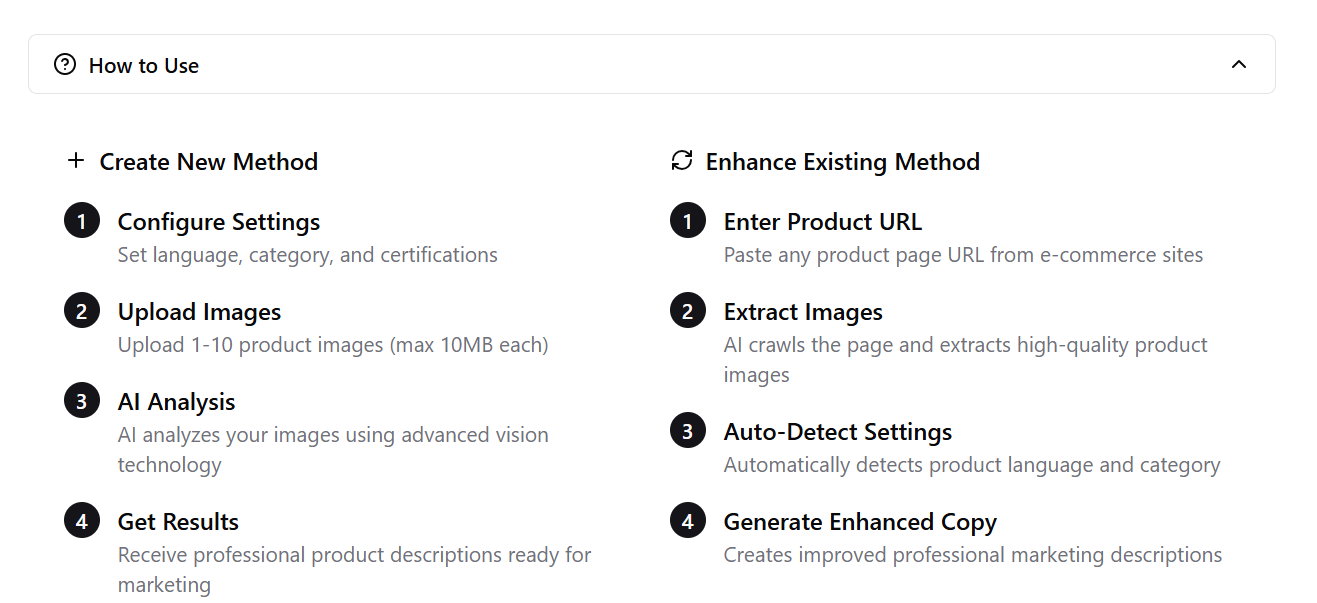 How to Use
Create New Method
1 Configure Settings
Set language, category, and certifications
2 Upload Images
Upload 1-10 product images (max 10MB each)
3 AI Analysis
AI analyzes your images using advanced vision
technology
4 Get Results
Receive professional product descriptions ready for
marketing
Enhance Existing Method
1 Enter Product URL
Paste any product page URL from e-commerce sites
2 Extract Images
AI crawls the page and extracts high-quality product
images
3 Auto-Detect Settings
Automatically detects product language and category
4 Generate Enhanced Copy
Creates improved professional marketing descriptions